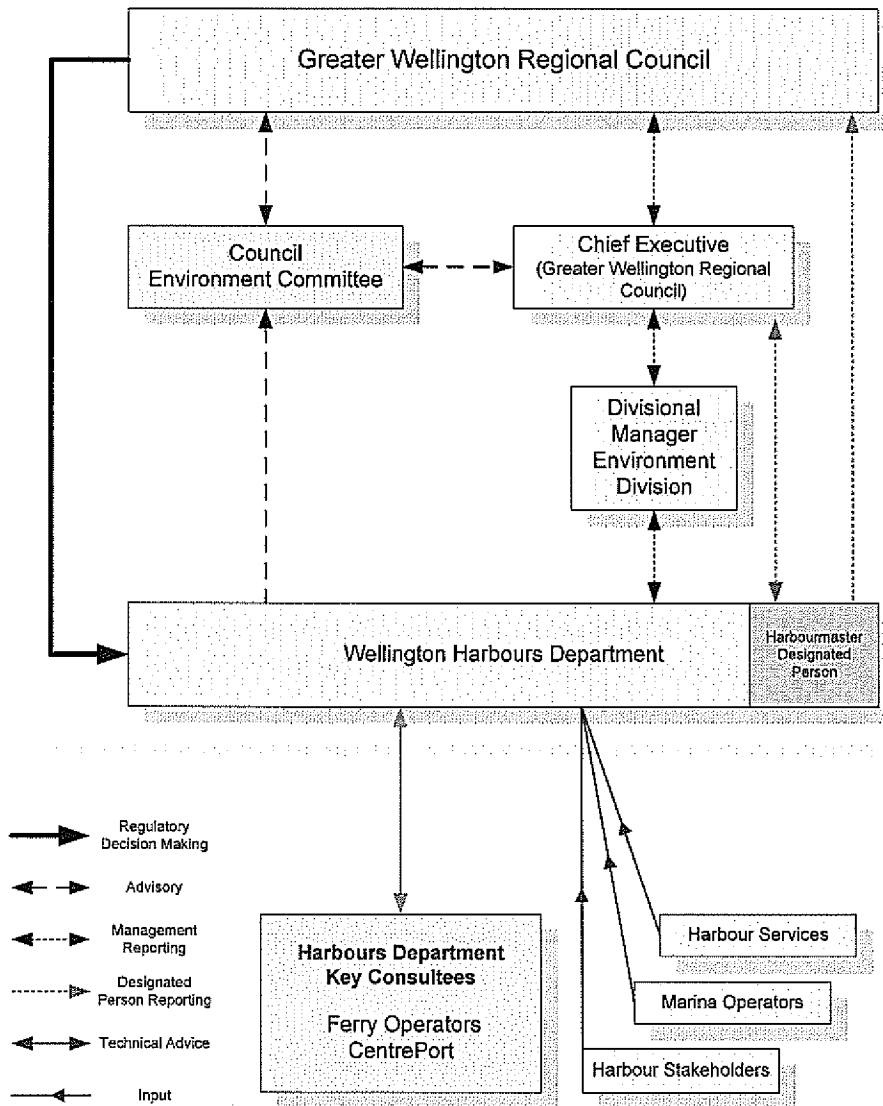 Greater Wellington Regional Council
Council
Environment Committee
Chief Executive
(Greater Wellington Regional
Council)
Divisional
Manager
Environment
Division
Wellington Harbours Department
Harbourmaster
Designated
Person
Regulatory
Decision Making
Advisory
Management
Reporting
Designated
Person Reporting
Technical Advice
Input
Harbours Department
Key Consultees
Ferry Operators
CentrePort
Harbour Services
Marina Operators
Harbour Stakeholders